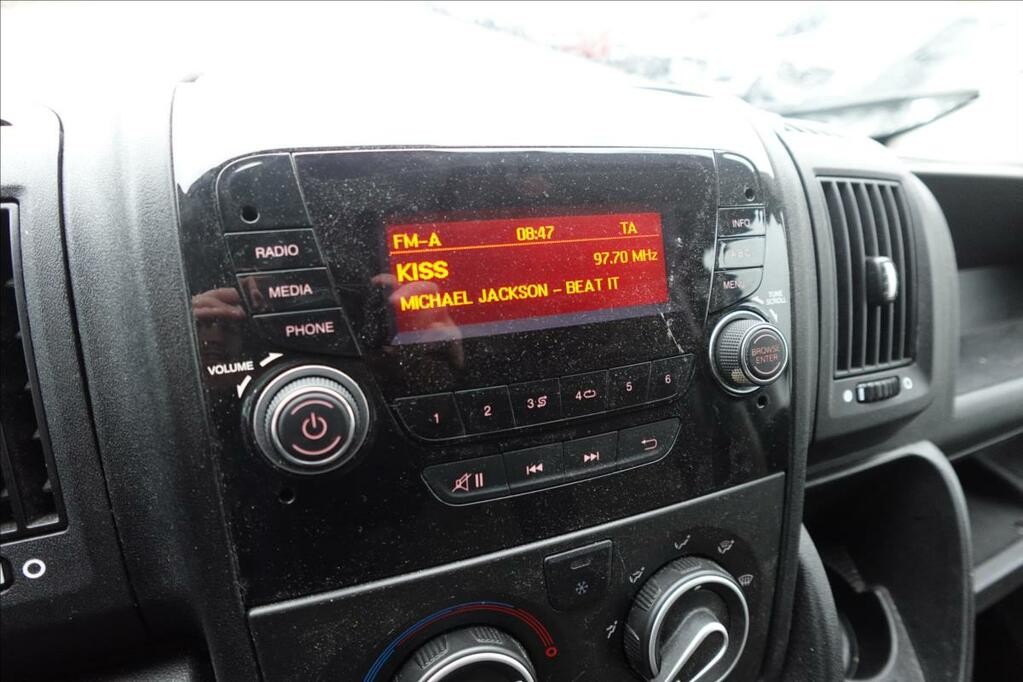 FM-A 08:47 TA
KISS 97.70 MHz
MICHAEL JACKSON - BEAT IT
RADIO
MEDIA
PHONE
VOLUME
INFO
MENU
TUNE
SCROLL
BROWSE
ENTER
1 2 3 4 5 6